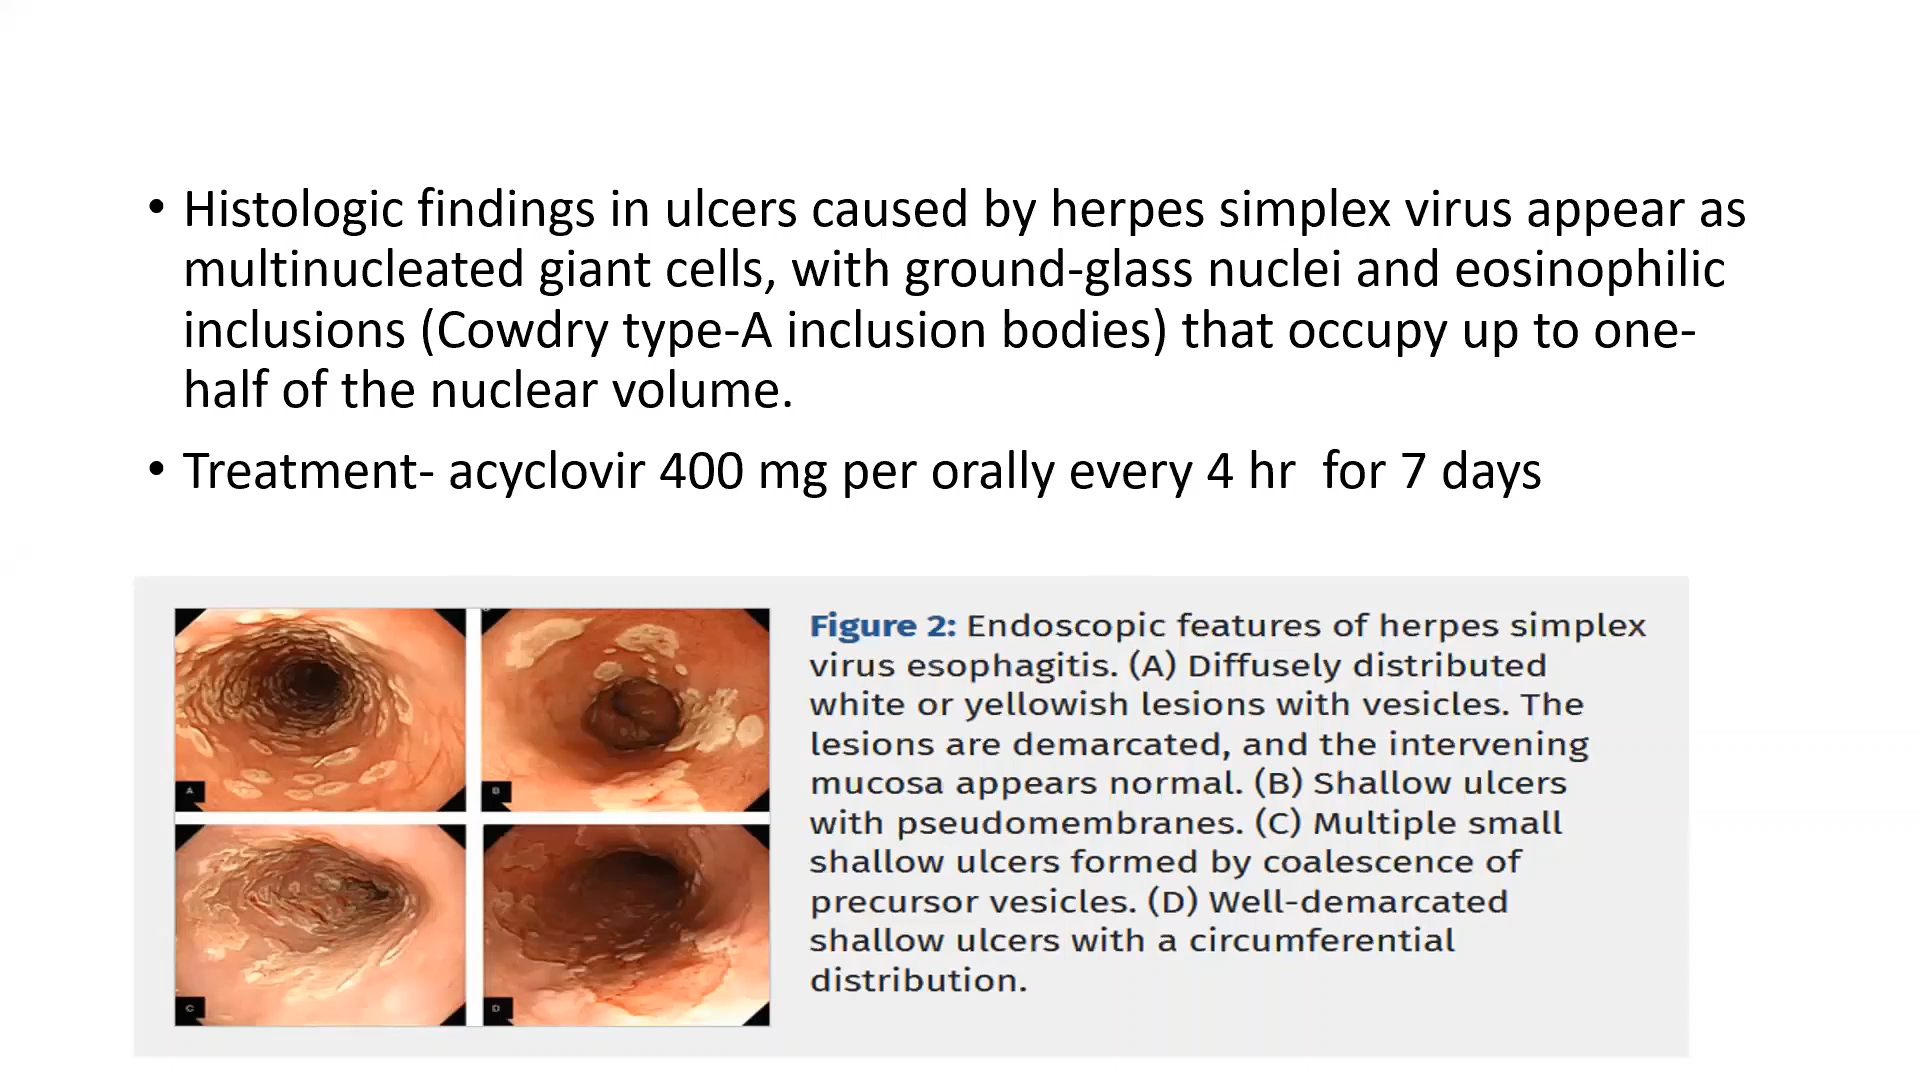 • Histologic findings in ulcers caused by herpes simplex virus appear as
multinucleated giant cells, with ground-glass nuclei and eosinophilic
inclusions (Cowdry type-A inclusion bodies) that occupy up to one-
half of the nuclear volume.
• Treatment- acyclovir 400 mg per orally every 4 hr  for 7 days
A
B
C
D
Figure 2: Endoscopic features of herpes simplex
virus esophagitis. (A) Diffusely distributed
white or yellowish lesions with vesicles. The
lesions are demarcated, and the intervening
mucosa appears normal. (B) Shallow ulcers
with pseudomembranes. (C) Multiple small
shallow ulcers formed by coalescence of
precursor vesicles. (D) Well-demarcated
shallow ulcers with a circumferential
distribution.